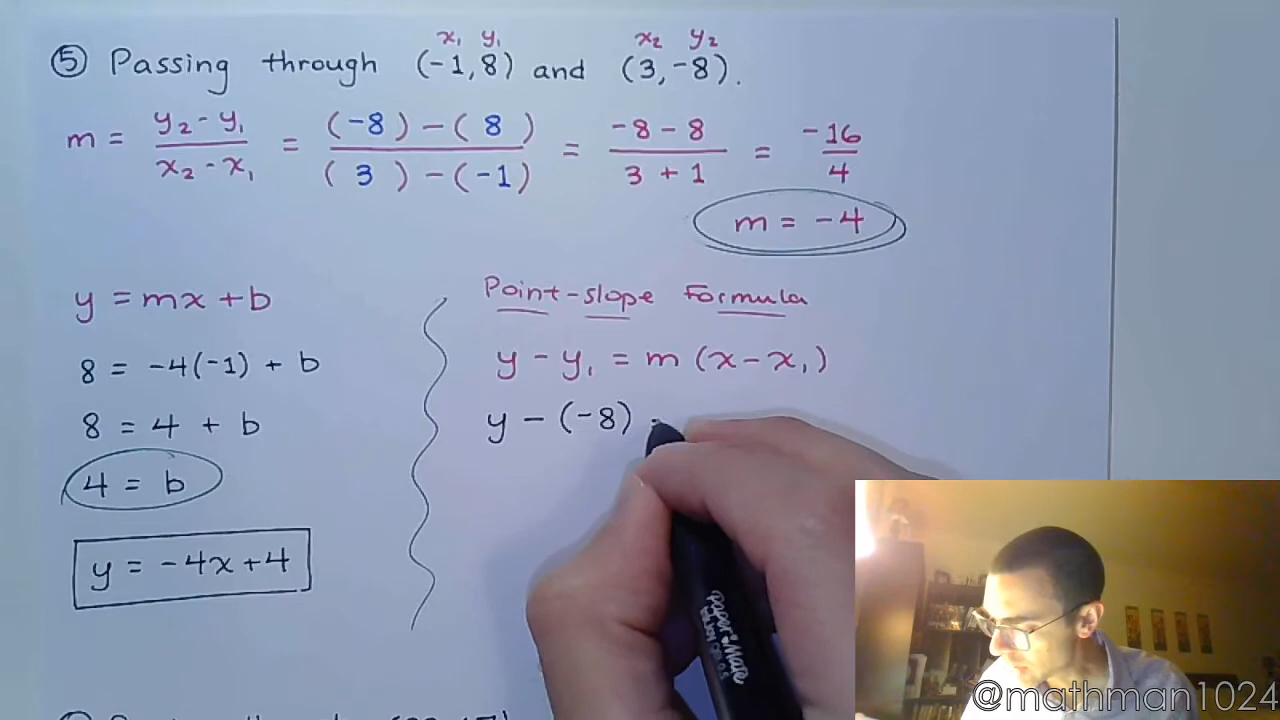 x₁ y₁ x₂ y₂
⑤ Passing through (-1, 8) and (3, -8).
m = y₂ - y₁ / x₂ - x₁ = (-8) - (8) / (3) - (-1) = -8 - 8 / 3 + 1 = -16 / 4
m = -4
y = mx + b
8 = -4(-1) + b
8 = 4 + b
4 = b
y = -4x + 4
Point-slope Formula
y - y₁ = m (x - x₁)
y - (-8)
Paper Mate
@mathman1024